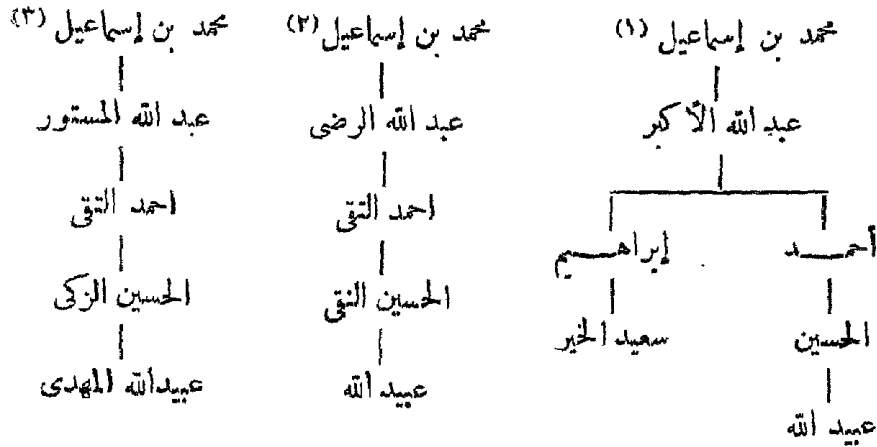 محمد بن إسماعيل (١) محمد بن إسماعيل (٢) محمد بن إسماعيل (٣)
عبد الله الأكبر عبد الله الرضى عبد الله المستور
احمد التقى احمد التقى
أحمــد إبراهــيم
الحسين النقى الحسين الزكى
الحسين سعيد الخير
عبيد الله عبيدالله المهدى
عبيد الله